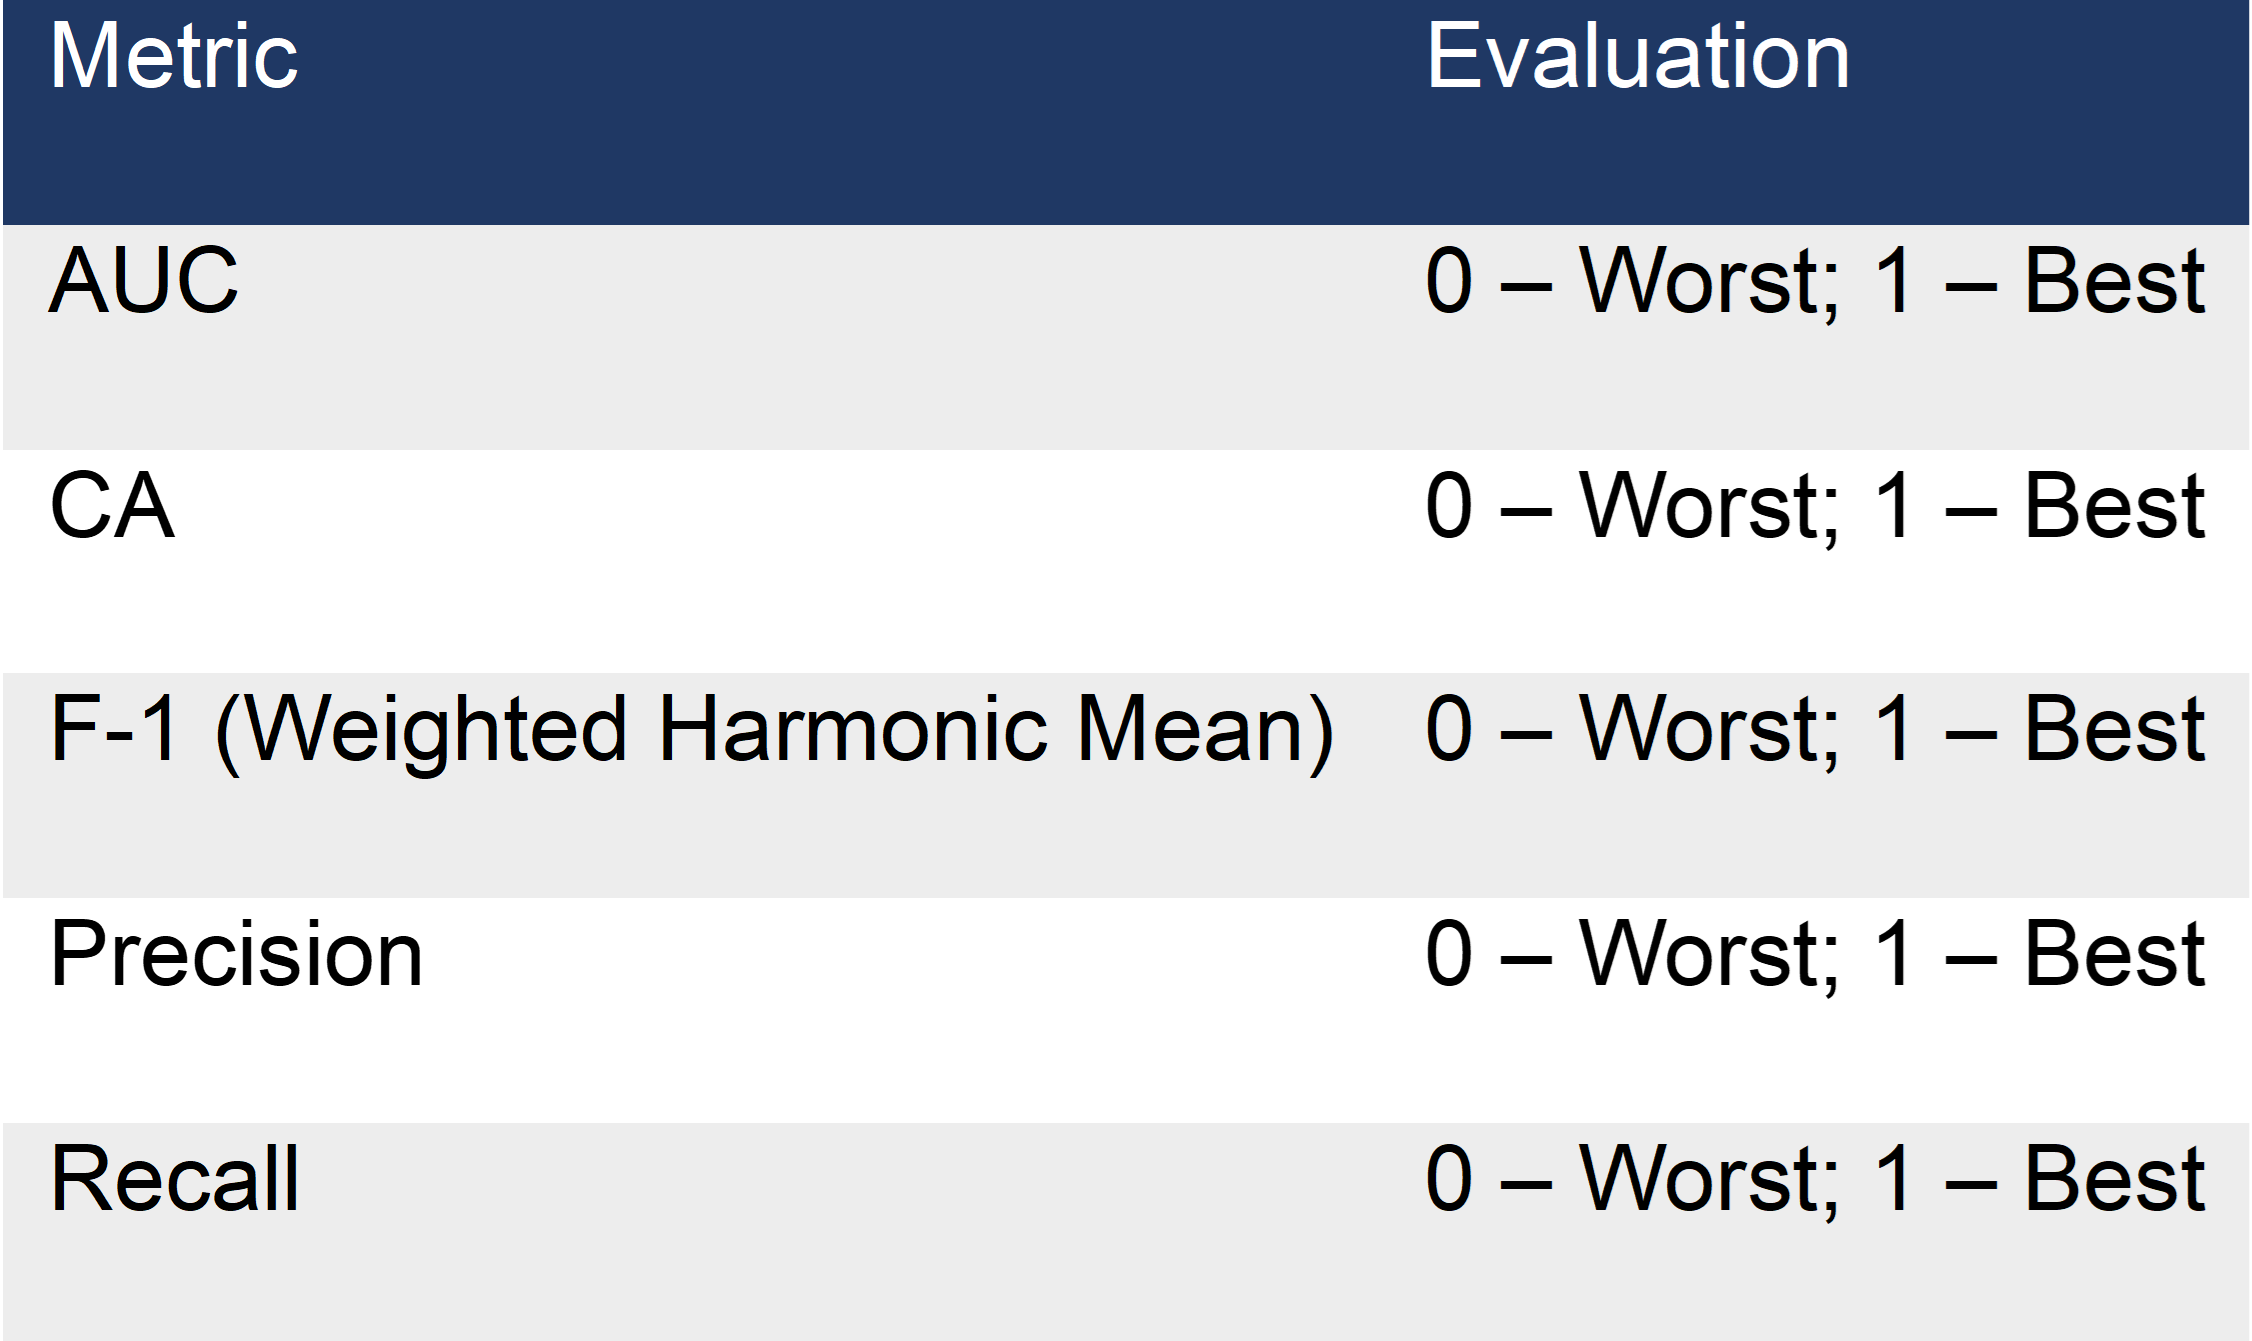 Metric Evaluation
AUC 0 – Worst; 1 – Best
CA 0 – Worst; 1 – Best
F-1 (Weighted Harmonic Mean) 0 – Worst; 1 – Best
Precision 0 – Worst; 1 – Best
Recall 0 – Worst; 1 – Best